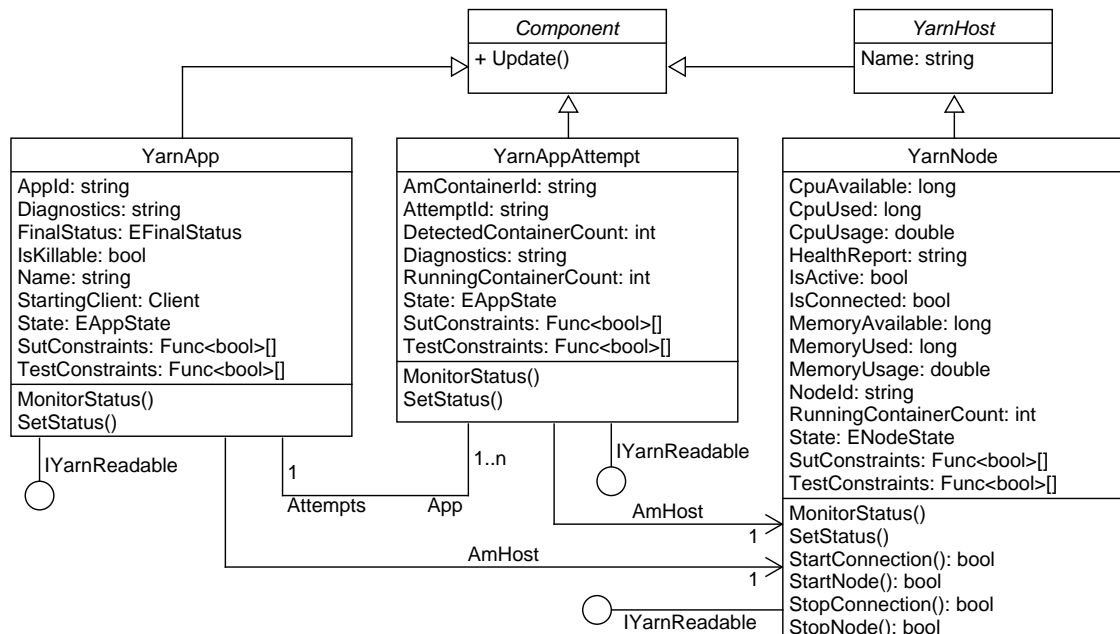 Component
+ Update()
YarnHost
Name: string
YarnApp
AppId: string
Diagnostics: string
FinalStatus: EFinalStatus
IsKillable: bool
Name: string
StartingClient: Client
State: EAppState
SutConstraints: Func<bool>[]
TestConstraints: Func<bool>[]
MonitorStatus()
SetStatus()
IYarnReadable
YarnAppAttempt
AmContainerId: string
AttemptId: string
DetectedContainerCount: int
Diagnostics: string
RunningContainerCount: int
State: EAppState
SutConstraints: Func<bool>[]
TestConstraints: Func<bool>[]
MonitorStatus()
SetStatus()
IYarnReadable
1
1..n
Attempts
App
AmHost
1
AmHost
1
YarnNode
CpuAvailable: long
CpuUsed: long
CpuUsage: double
HealthReport: string
IsActive: bool
IsConnected: bool
MemoryAvailable: long
MemoryUsed: long
MemoryUsage: double
NodeId: string
RunningContainerCount: int
State: ENodeState
SutConstraints: Func<bool>[]
TestConstraints: Func<bool>[]
MonitorStatus()
SetStatus()
StartConnection(): bool
StartNode(): bool
StopConnection(): bool
StopNode(): bool
IYarnReadable